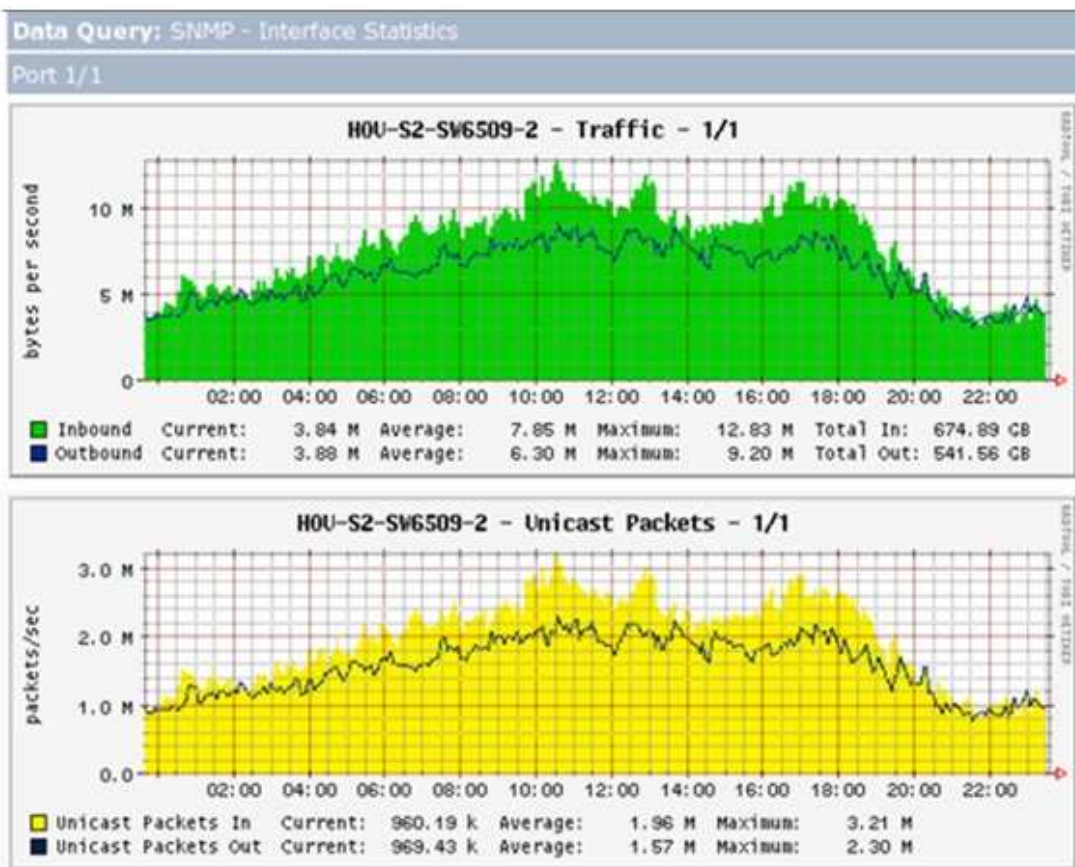 Data Query: SNMP - Interface Statistics
Port 1/1
HOU-S2-SW6509-2 - Traffic - 1/1
bytes per second
10 M
5 M
0
02:00 04:00 06:00 08:00 10:00 12:00 14:00 16:00 18:00 20:00 22:00
Inbound Current: 3.84 M Average: 7.85 M Maximum: 12.83 M Total In: 674.89 GB
Outbound Current: 3.88 M Average: 6.30 M Maximum: 9.20 M Total Out: 541.56 GB
HOU-S2-SW6509-2 - Unicast Packets - 1/1
packets/sec
3.0 M
2.0 M
1.0 M
0.0
02:00 04:00 06:00 08:00 10:00 12:00 14:00 16:00 18:00 20:00 22:00
Unicast Packets In Current: 960.19 k Average: 1.96 M Maximum: 3.21 M
Unicast Packets Out Current: 969.43 k Average: 1.57 M Maximum: 2.30 M